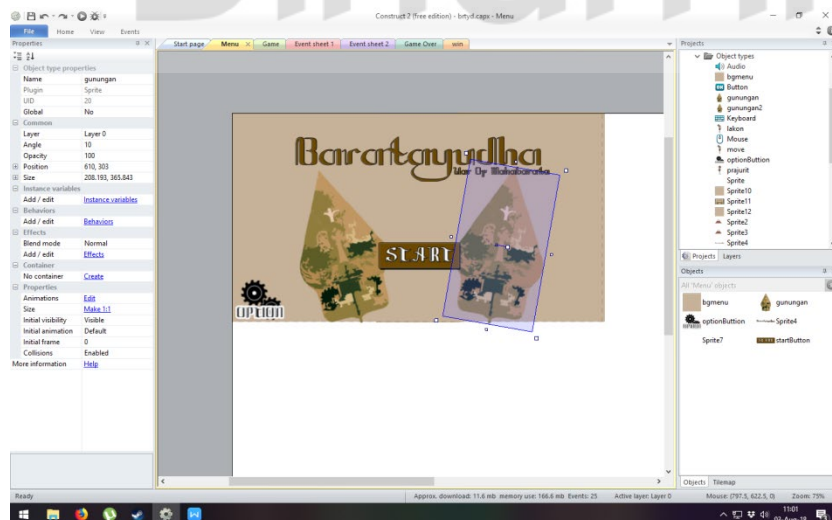 Construct 2 (free edition) - brtyd.capx - Menu
File Home View Events
Properties
Start page Menu Game Event sheet 1 Event sheet 2 Game Over win
Projects
Object type properties
Name gunungan
Plugin Sprite
UID 20
Global No
Common
Layer Layer 0
Angle 10
Opacity 100
Position 610, 303
Size 208.193, 365.843
Instance variables
Add / edit Instance variables
Behaviors
Add / edit Behaviors
Effects
Blend mode Normal
Add / edit Effects
Container
No container Create
Properties
Animations Edit
Size Make 1:1
Initial visibility Visible
Initial animation Default
Initial frame 0
Collisions Enabled
More information Help
Baratayudha
War Of Mahabarata
START
OPTION
Object types
Audio
bgmenu
Button
gunungan
gunungan2
Keyboard
lakon
Mouse
move
optionButtion
prajurit
Sprite
Sprite10
Sprite11
Sprite12
Sprite2
Sprite3
Sprite4
Projects Layers
Objects
All 'Menu' objects
bgmenu gunungan
optionButtion Sprite4
Sprite7 startButton
Objects Tilemap
Ready Approx. download: 11.6 mb memory use: 166.6 mb Events: 25 Active layer: Layer 0 Mouse: (797.5, 622.5, 0) Zoom: 75%
11:01